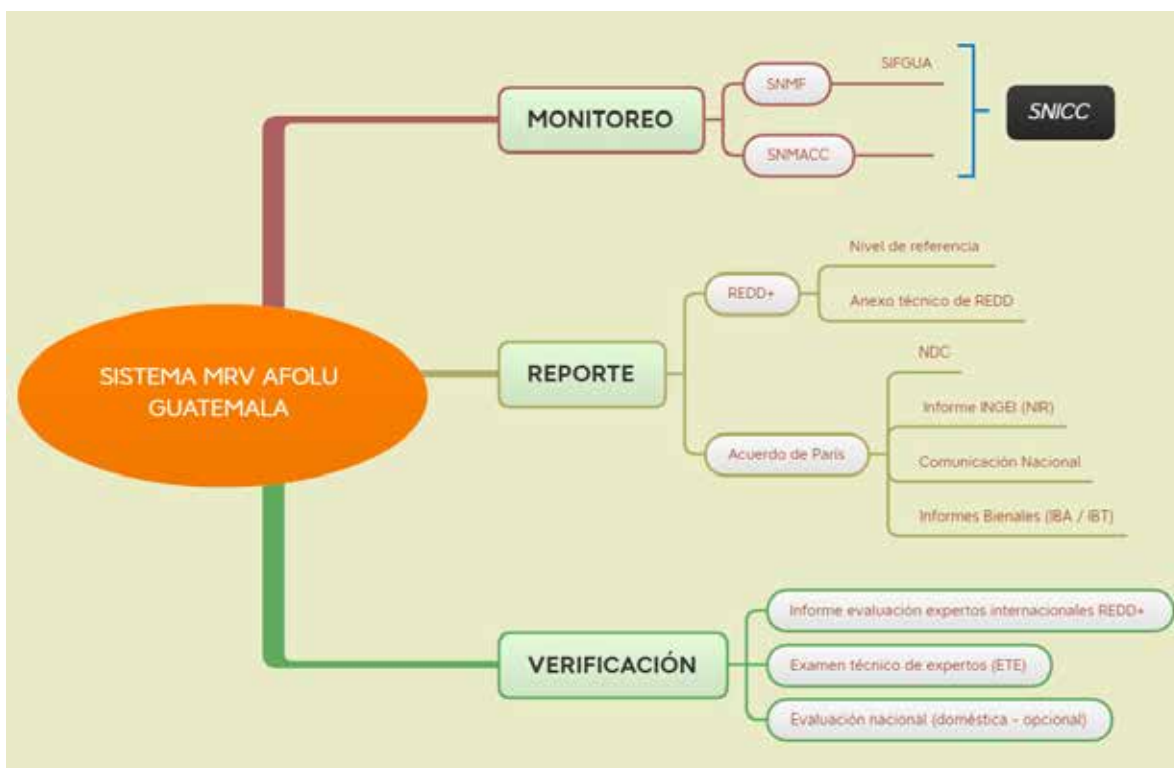 SISTEMA MRV AFOLU
GUATEMALA
MONITOREO
SNMF
SIFGUA
SNMACC
SNICC
REPORTE
REDD+
Nivel de referencia
Anexo técnico de REDD
Acuerdo de París
NDC
Informe INGEI (NIR)
Comunicación Nacional
Informes Bienales (IBA / IBT)
VERIFICACIÓN
Informe evaluación expertos internacionales REDD+
Examen técnico de expertos (ETE)
Evaluación nacional (doméstica - opcional)